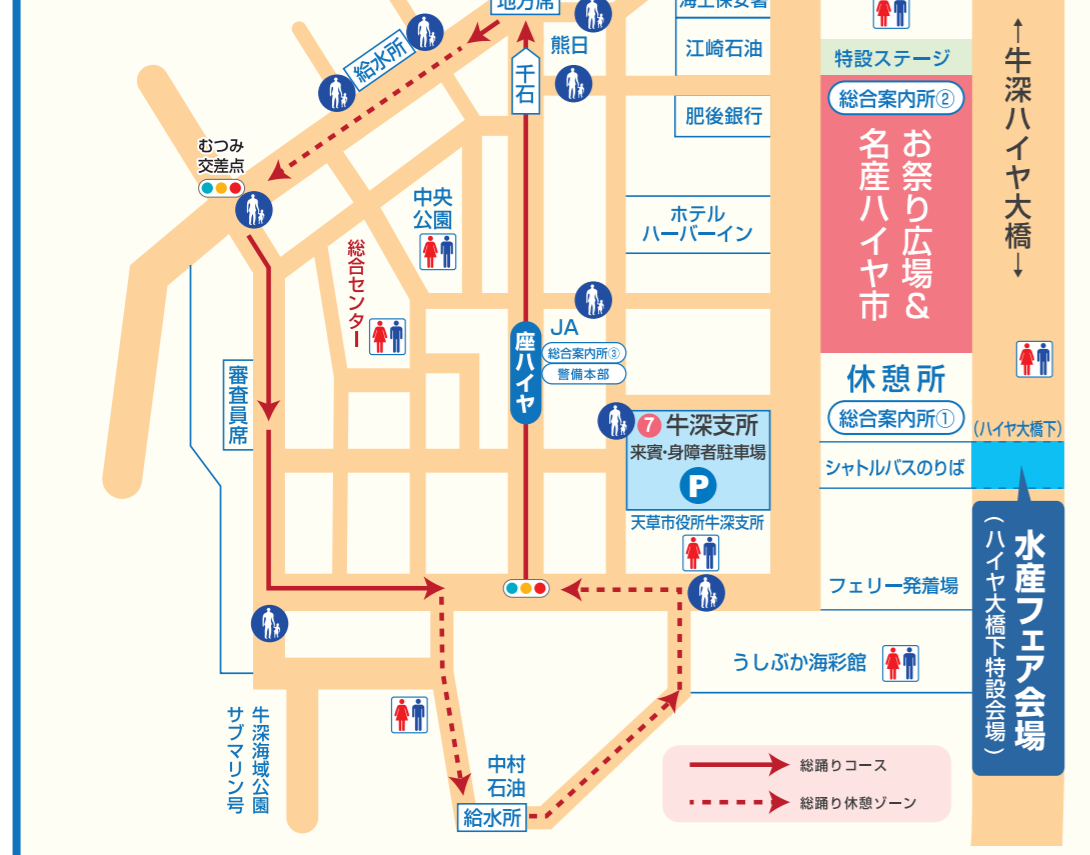 地方席
海上保安署
給水所
熊日
江崎石油
特設ステージ
千石
総合案内所②
肥後銀行
お祭り広場&
名産ハイヤ市
←牛深ハイヤ大橋→
むつみ
交差点
中央
公園
ホテル
ハーバーイン
総合センター
JA
総合案内所③
警備本部
座ハイヤ
審査員席
休憩所
総合案内所①
(ハイヤ大橋下)
7 牛深支所
来賓・身障者駐車場
P
シャトルバスのりば
天草市役所牛深支所
水産フェア会場
(ハイヤ大橋下特設会場)
フェリー発着場
うしぶか海彩館
牛深海域公園
サブマリン号
中村
石油
給水所
総踊りコース
総踊り休憩ゾーン